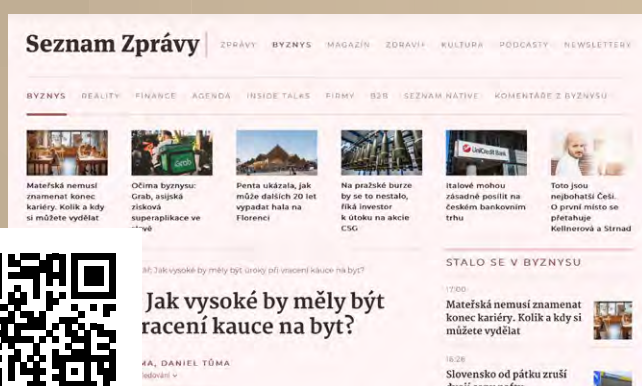 Seznam Zprávy
ZPRÁVY BYZNYS MAGAZÍN ZDRAVÍ KULTURA PODCASTY NEWSLETTERY
BYZNYS REALITY FINANCE AGENDA INSIDE TALKS FIRMY B2B SEZNAM NATIVE KOMENTÁŘE Z BYZNYSU
Mateřská nemusí
znamenat konec
kariéry. Kolik a kdy
si můžete vydělat
Grab
Očima byznysu:
Grab, asijská
zisková
superaplikace ve
Penta ukázala, jak
může dalších 20 let
vypadat hala na
Florenci
Na pražské burze
by se to nestalo,
říká investor
k útoku na akcie
CSG
UniCredit Bank
Italové mohou
zásadně posílit na
českém bankovním
trhu
Toto jsou
nejbohatší Češi.
O první místo se
přetahuje
Kellnerová a Strnad
Jak vysoké by měly být úroky při vracení kauce na byt?
Jak vysoké by měly být
racení kauce na byt?
MA, DANIEL TŮMA
STALO SE V BYZNYSU
17:00
Mateřská nemusí znamenat
konec kariéry. Kolik a kdy si
můžete vydělat
16:28
Slovensko od pátku zruší